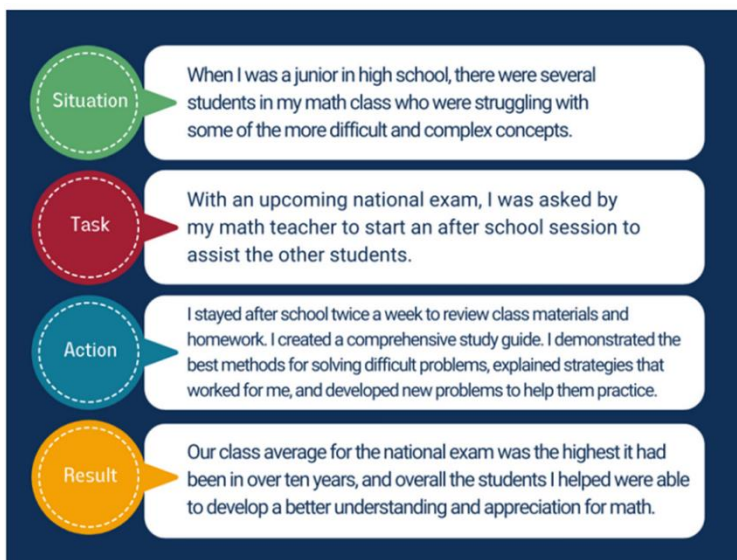 Situation
When I was a junior in high school, there were several
students in my math class who were struggling with
some of the more difficult and complex concepts.
Task
With an upcoming national exam, I was asked by
my math teacher to start an after school session to
assist the other students.
Action
I stayed after school twice a week to review class materials and
homework. I created a comprehensive study guide. I demonstrated the
best methods for solving difficult problems, explained strategies that
worked for me, and developed new problems to help them practice.
Result
Our class average for the national exam was the highest it had
been in over ten years, and overall the students I helped were able
to develop a better understanding and appreciation for math.